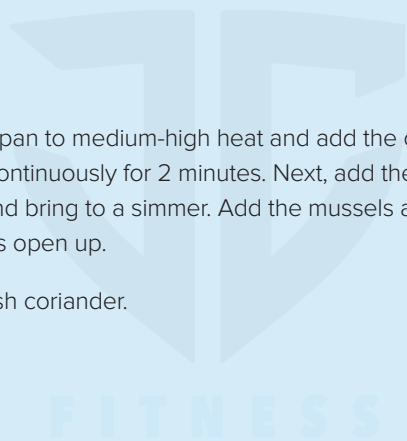 pan to medium-high heat and add the
ontinuously for 2 minutes. Next, add the
nd bring to a simmer. Add the mussels a
s open up.
sh coriander.
FITNESS